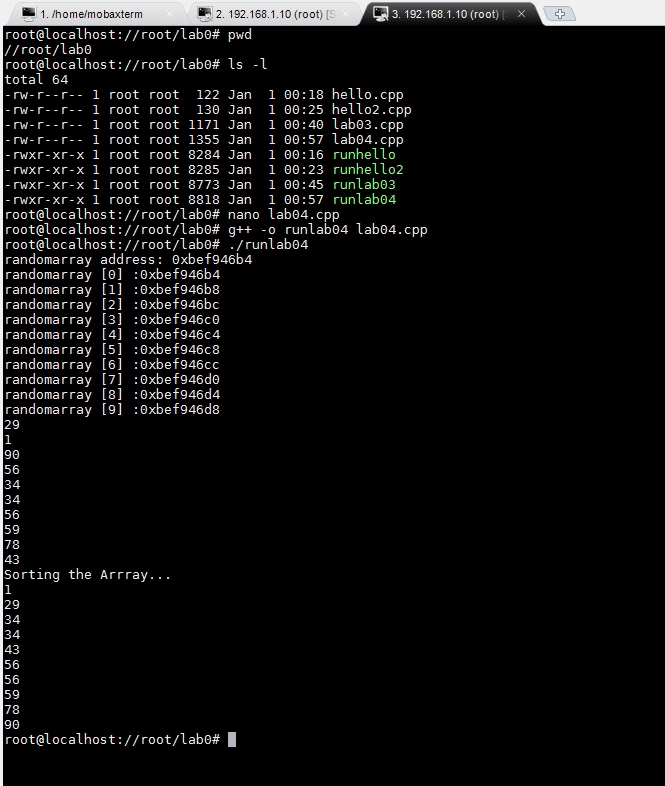 1. /home/mobaxterm
2. 192.168.1.10 (root) [S
3. 192.168.1.10 (root) [
root@localhost://root/lab0# pwd
//root/lab0
root@localhost://root/lab0# ls -l
total 64
-rw-r--r-- 1 root root  122 Jan  1 00:18 hello.cpp
-rw-r--r-- 1 root root  130 Jan  1 00:25 hello2.cpp
-rw-r--r-- 1 root root 1171 Jan  1 00:40 lab03.cpp
-rw-r--r-- 1 root root 1355 Jan  1 00:57 lab04.cpp
-rwxr-xr-x 1 root root 8284 Jan  1 00:16 runhello
-rwxr-xr-x 1 root root 8285 Jan  1 00:23 runhello2
-rwxr-xr-x 1 root root 8773 Jan  1 00:45 runlab03
-rwxr-xr-x 1 root root 8818 Jan  1 00:57 runlab04
root@localhost://root/lab0# nano lab04.cpp
root@localhost://root/lab0# g++ -o runlab04 lab04.cpp
root@localhost://root/lab0# ./runlab04
randomarray address: 0xbef946b4
randomarray [0] :0xbef946b4
randomarray [1] :0xbef946b8
randomarray [2] :0xbef946bc
randomarray [3] :0xbef946c0
randomarray [4] :0xbef946c4
randomarray [5] :0xbef946c8
randomarray [6] :0xbef946cc
randomarray [7] :0xbef946d0
randomarray [8] :0xbef946d4
randomarray [9] :0xbef946d8
29
1
90
56
34
34
56
59
78
43
Sorting the Arrray...
1
29
34
34
43
56
56
59
78
90
root@localhost://root/lab0#